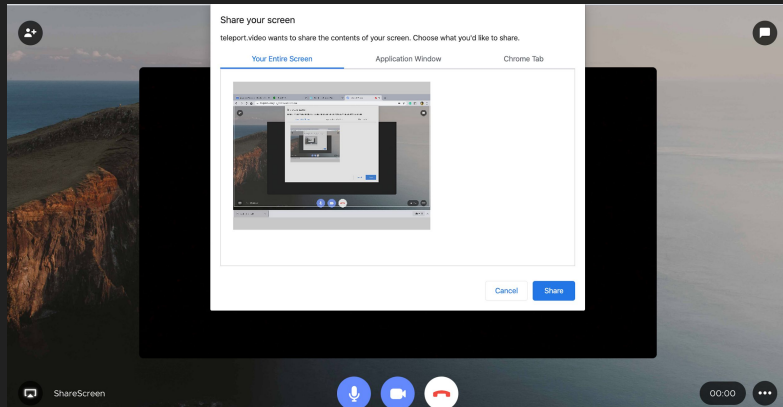 Share your screen
teleport.video wants to share the contents of your screen. Choose what you'd like to share.
Your Entire Screen Application Window Chrome Tab
Cancel Share
ShareScreen
00:00